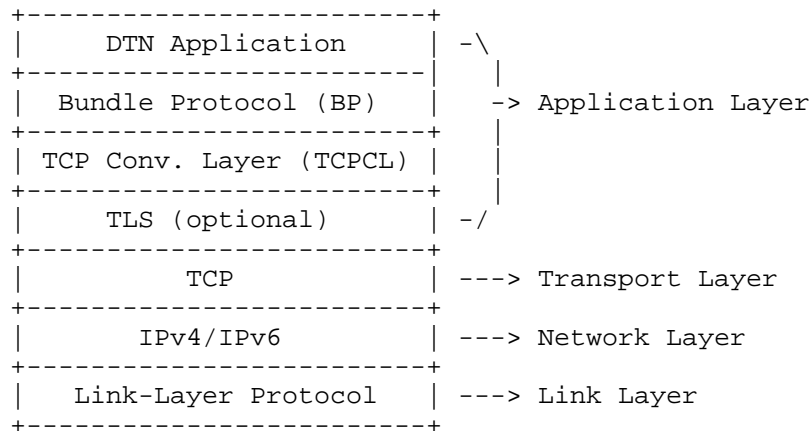 +-------------------------+
|     DTN Application     | -\
+-------------------------|   |
|  Bundle Protocol (BP)   |   -> Application Layer
+-------------------------+   |
| TCP Conv. Layer (TCPCL) |   |
+-------------------------+   |
|     TLS (optional)      | -/
+-------------------------+
|          TCP            | ---> Transport Layer
+-------------------------+
|       IPv4/IPv6         | ---> Network Layer
+-------------------------+
|   Link-Layer Protocol   | ---> Link Layer
+-------------------------+